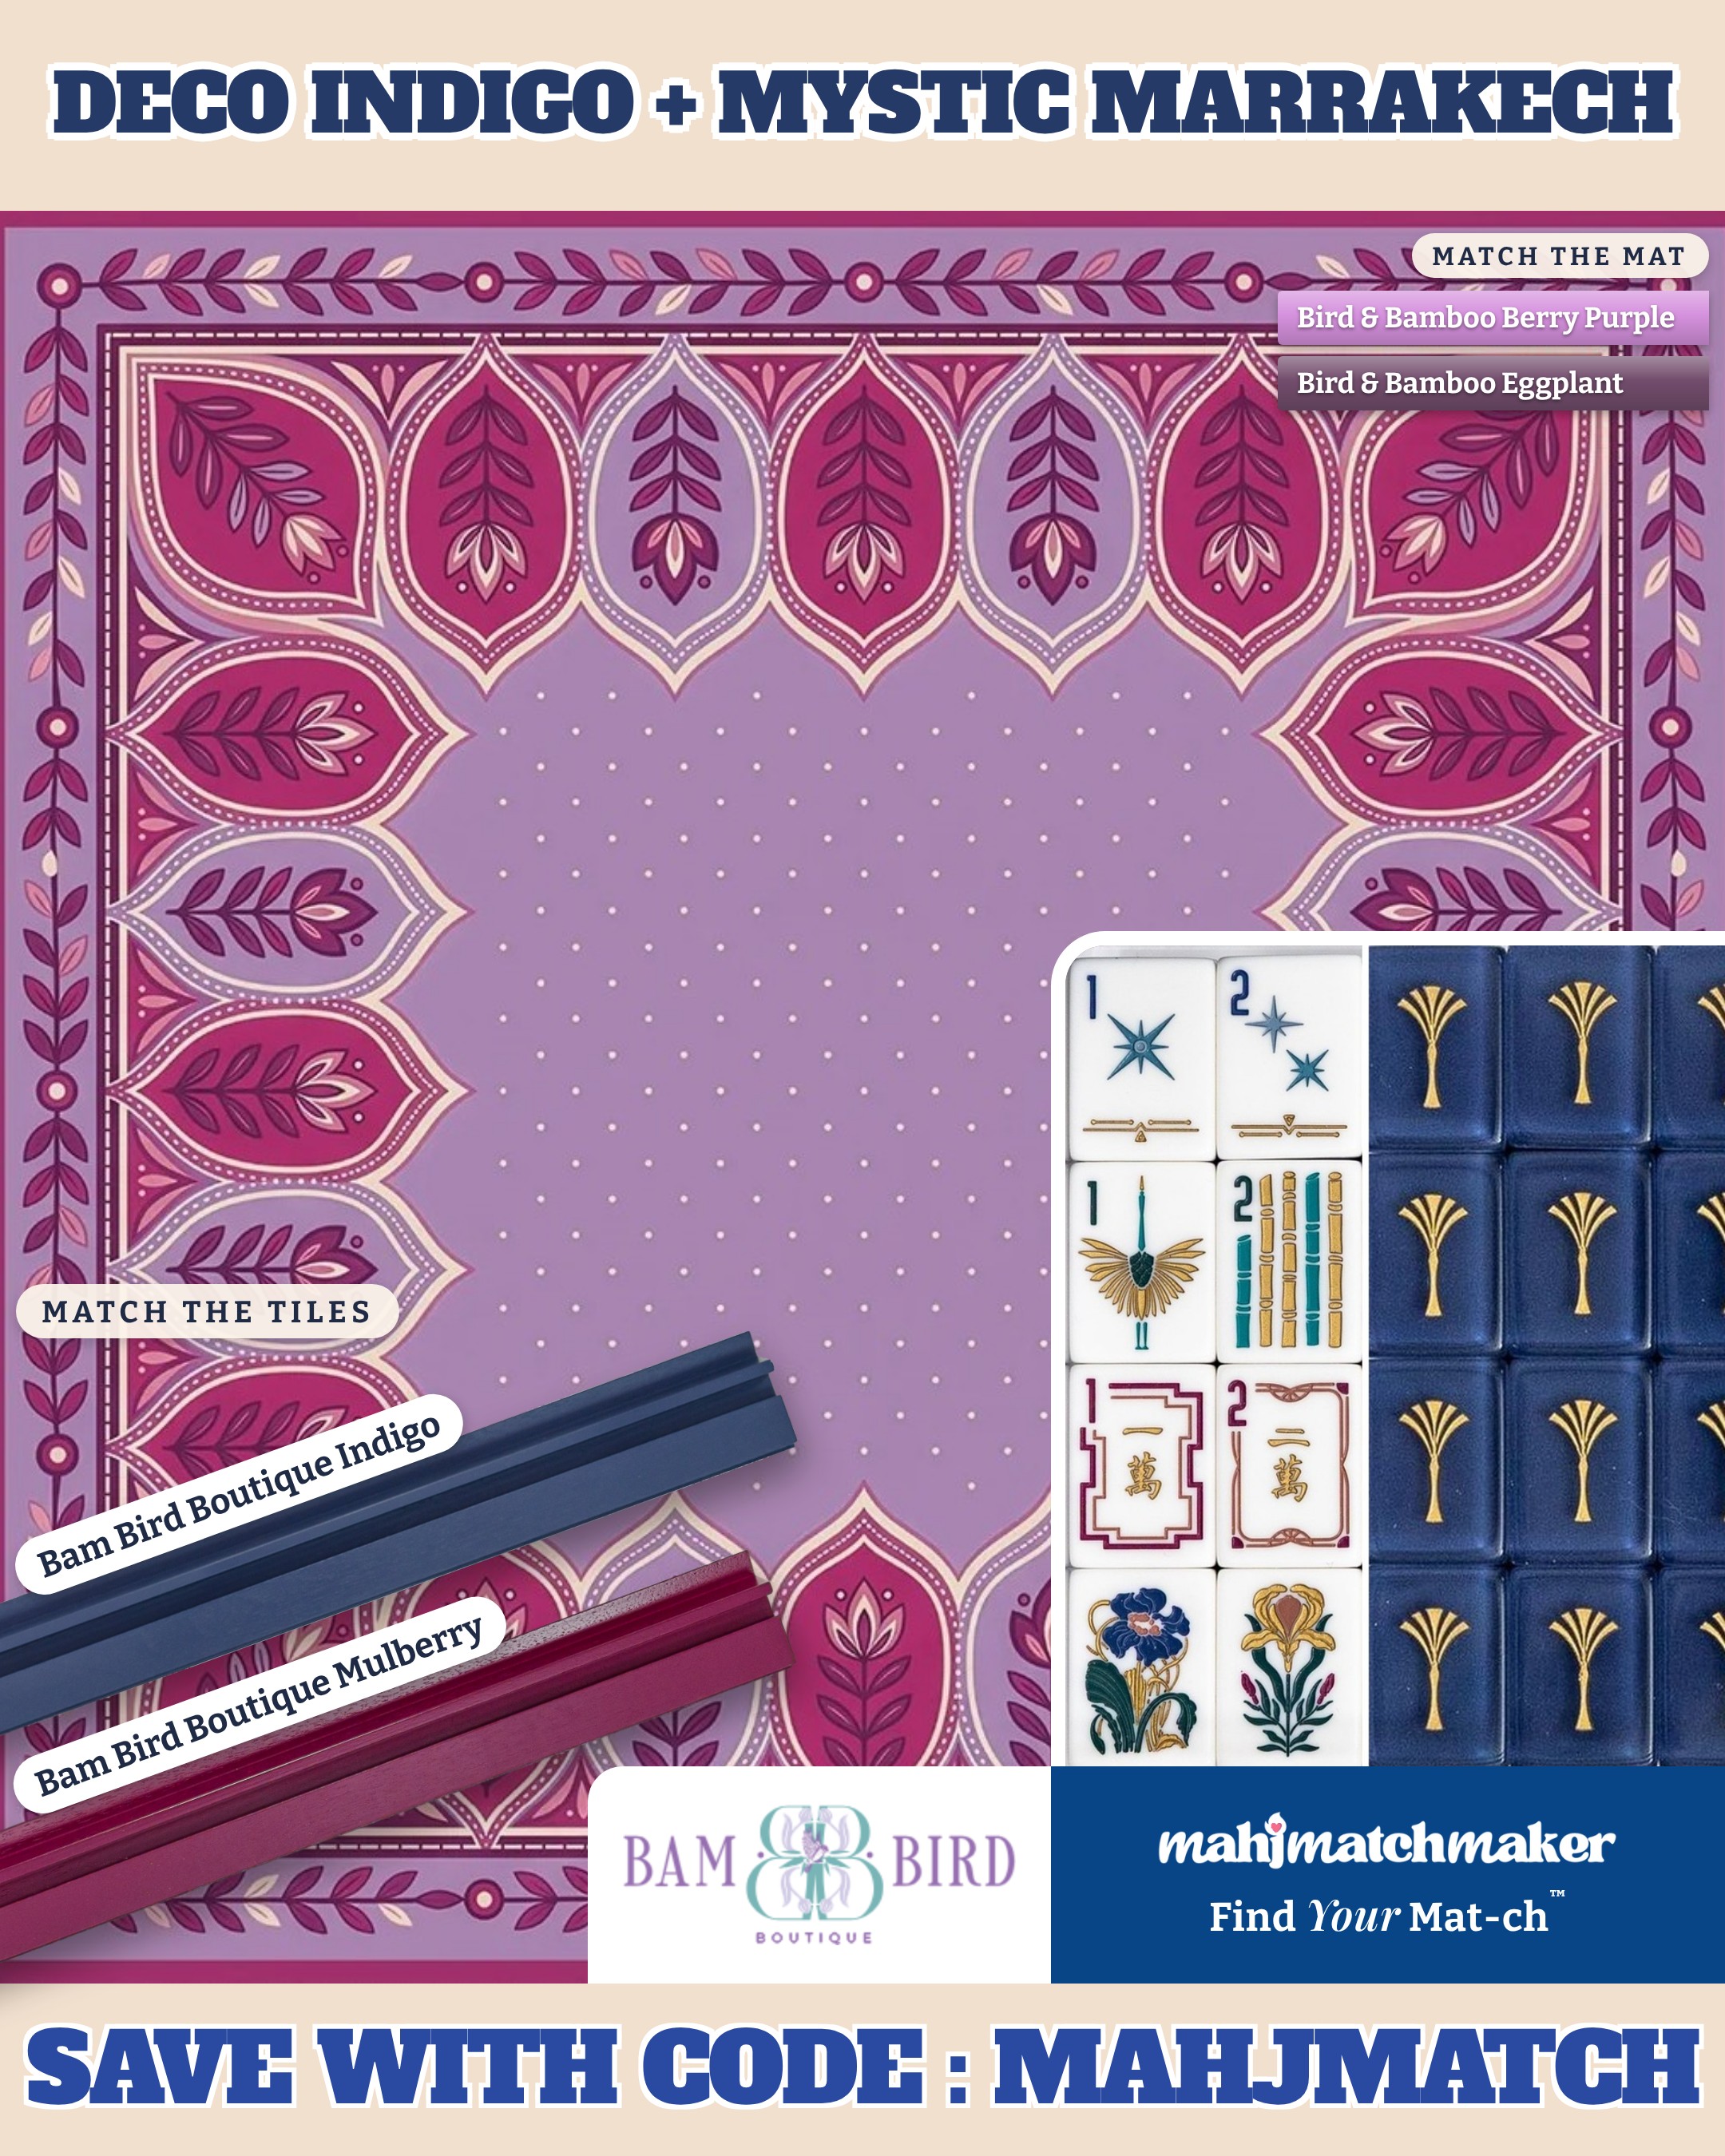 DECO INDIGO + MYSTIC MARRAKECH
MATCH THE MAT
Bird & Bamboo Berry Purple
Bird & Bamboo Eggplant
1
2
1
2
1
一
萬
2
二
萬
MATCH THE TILES
Bam Bird Boutique Indigo
Bam Bird Boutique Mulberry
BAM BIRD
BOUTIQUE
mahjmatchmaker
Find Your Mat-ch™
SAVE WITH CODE : MAHJMATCH